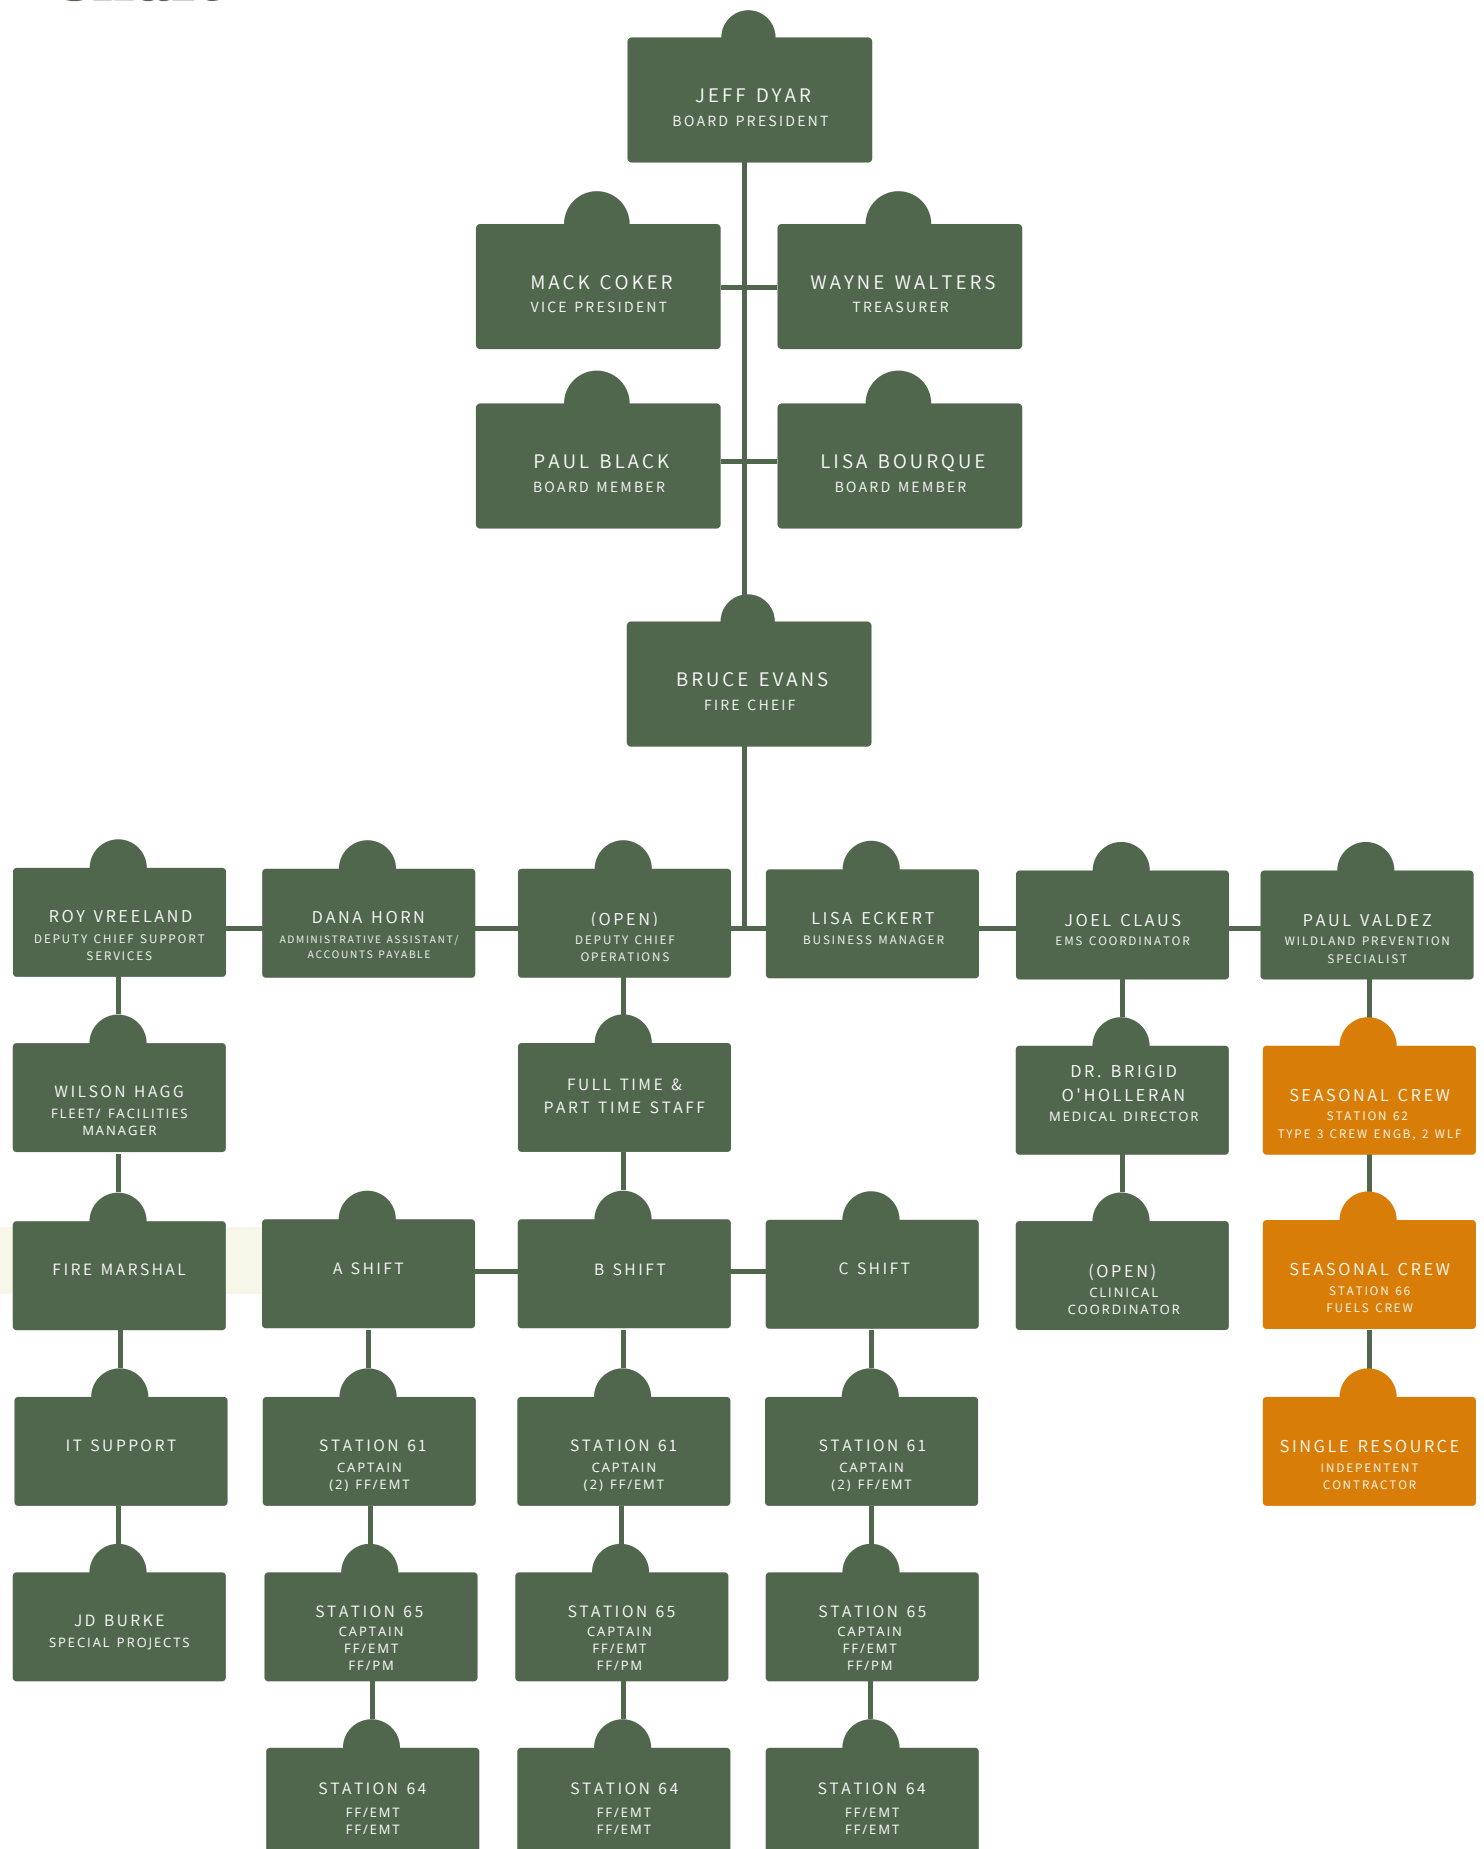 JEFF DYAR
BOARD PRESIDENT
MACK COKER
VICE PRESIDENT
WAYNE WALTERS
TREASURER
PAUL BLACK
BOARD MEMBER
LISA BOURQUE
BOARD MEMBER
BRUCE EVANS
FIRE CHEIF
ROY VREELAND
DEPUTY CHIEF SUPPORT
SERVICES
DANA HORN
ADMINISTRATIVE ASSISTANT/
ACCOUNTS PAYABLE
(OPEN)
DEPUTY CHIEF
OPERATIONS
LISA ECKERT
BUSINESS MANAGER
JOEL CLAUS
EMS COORDINATOR
PAUL VALDEZ
WILDLAND PREVENTION
SPECIALIST
WILSON HAGG
FLEET/ FACILITIES
MANAGER
FULL TIME &
PART TIME STAFF
DR. BRIGID
O'HOLLERAN
MEDICAL DIRECTOR
SEASONAL CREW
STATION 62
TYPE 3 CREW ENGB, 2 WLF
FIRE MARSHAL
A SHIFT
B SHIFT
C SHIFT
(OPEN)
CLINICAL
COORDINATOR
SEASONAL CREW
STATION 66
FUELS CREW
IT SUPPORT
STATION 61
CAPTAIN
(2) FF/EMT
STATION 61
CAPTAIN
(2) FF/EMT
STATION 61
CAPTAIN
(2) FF/EMT
SINGLE RESOURCE
INDEPENTENT
CONTRACTOR
JD BURKE
SPECIAL PROJECTS
STATION 65
CAPTAIN
FF/EMT
FF/PM
STATION 65
CAPTAIN
FF/EMT
FF/PM
STATION 65
CAPTAIN
FF/EMT
FF/PM
STATION 64
FF/EMT
FF/EMT
STATION 64
FF/EMT
FF/EMT
STATION 64
FF/EMT
FF/EMT